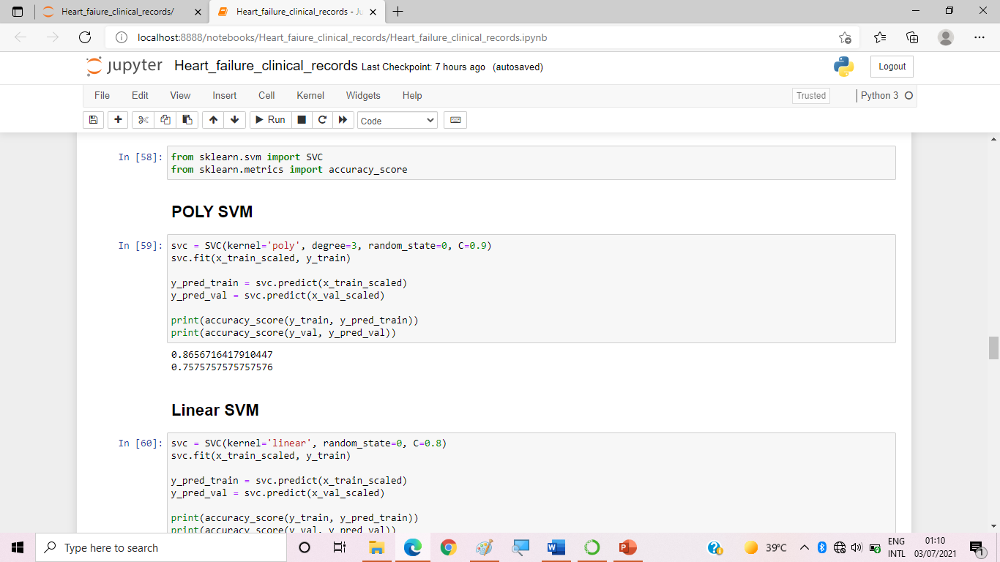 Heart_faiure_clinical_records/
Heart_failure_clinical_records - Ju
localhost:8888/notebooks/Heart_faiure_clinical_records/Heart_failure_clinical_records.ipynb
jupyter Heart_failure_clinical_records Last Checkpoint: 7 hours ago (autosaved)
Logout
File Edit View Insert Cell Kernel Widgets Help
Trusted
Python 3
Run
Code
In [58]: from sklearn.svm import SVC
from sklearn.metrics import accuracy_score
POLY SVM
In [59]: svc = SVC(kernel='poly', degree=3, random_state=0, C=0.9)
svc.fit(x_train_scaled, y_train)
y_pred_train = svc.predict(x_train_scaled)
y_pred_val = svc.predict(x_val_scaled)
print(accuracy_score(y_train, y_pred_train))
print(accuracy_score(y_val, y_pred_val))
0.8656716417910447
0.7575757575757576
Linear SVM
In [60]: svc = SVC(kernel='linear', random_state=0, C=0.8)
svc.fit(x_train_scaled, y_train)
y_pred_train = svc.predict(x_train_scaled)
y_pred_val = svc.predict(x_val_scaled)
print(accuracy_score(y_train, y_pred_train))
print(accuracy_score(y_val, y_pred_val))
Type here to search
39°C
ENG
INTL
01:10
03/07/2021
1